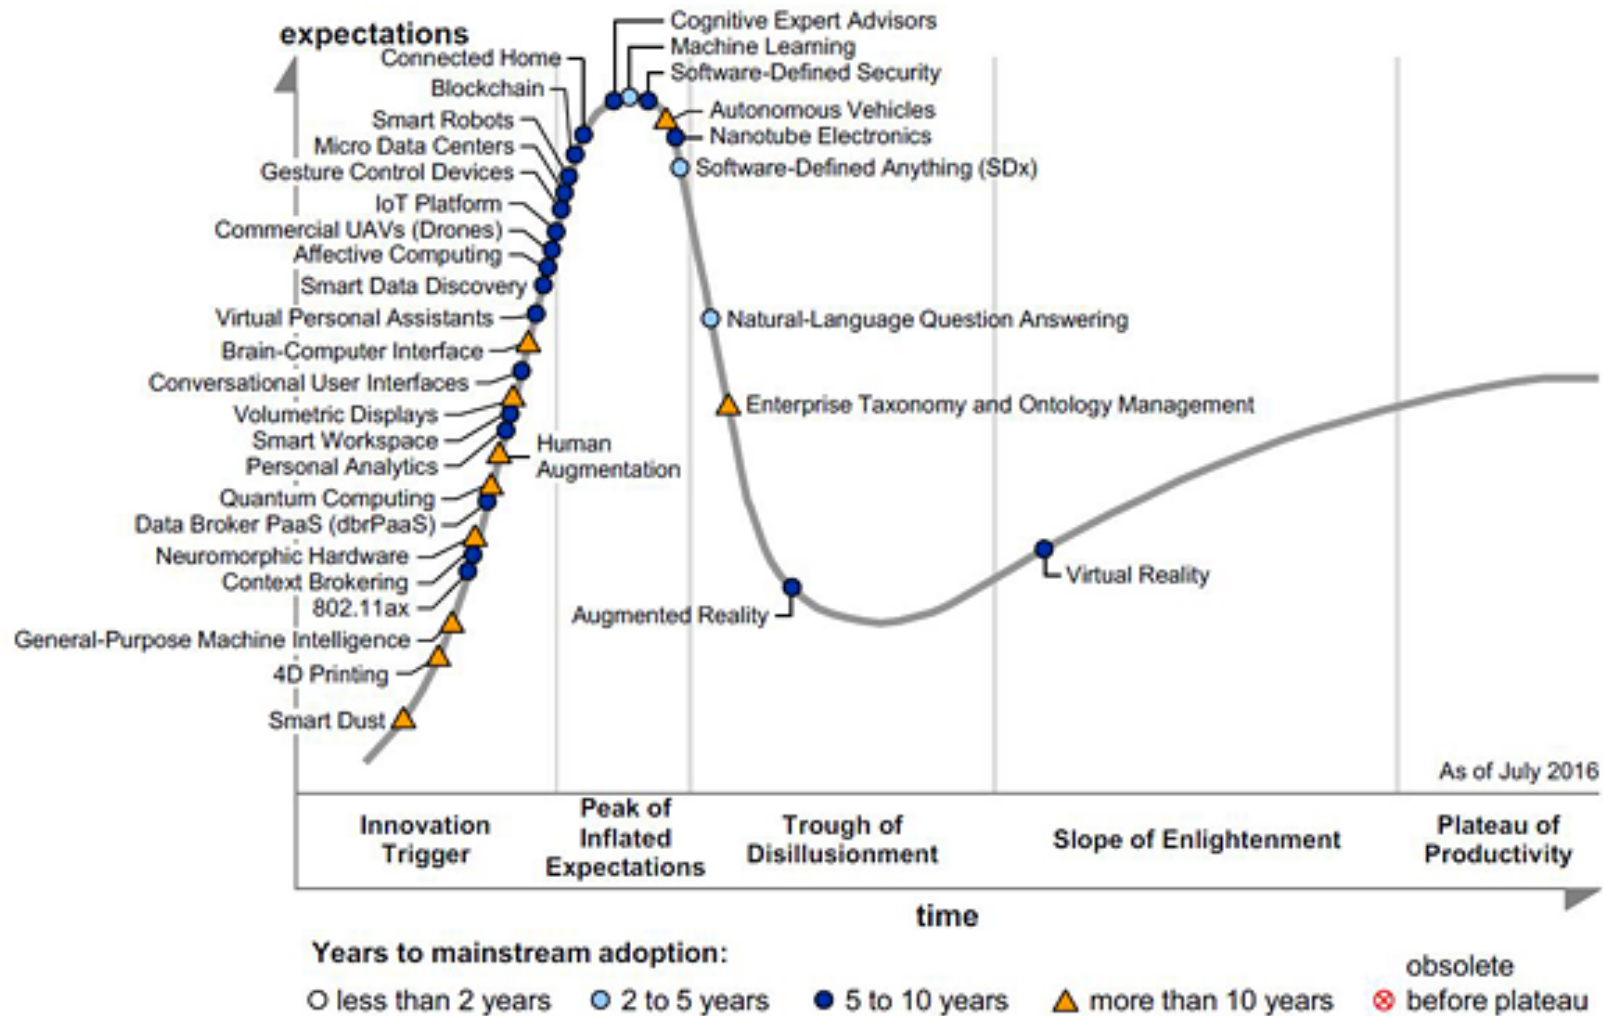 expectations
Cognitive Expert Advisors
Machine Learning
Connected Home
Software-Defined Security
Blockchain
Autonomous Vehicles
Smart Robots
Nanotube Electronics
Micro Data Centers
Software-Defined Anything (SDx)
Gesture Control Devices
IoT Platform
Commercial UAVs (Drones)
Affective Computing
Smart Data Discovery
Virtual Personal Assistants
Natural-Language Question Answering
Brain-Computer Interface
Conversational User Interfaces
Enterprise Taxonomy and Ontology Management
Volumetric Displays
Smart Workspace
Human
Augmentation
Personal Analytics
Quantum Computing
Data Broker PaaS (dbrPaaS)
Neuromorphic Hardware
Context Brokering
Virtual Reality
802.11ax
Augmented Reality
General-Purpose Machine Intelligence
4D Printing
Smart Dust
As of July 2016
Innovation
Trigger
Peak of
Inflated
Expectations
Trough of
Disillusionment
Slope of Enlightenment
Plateau of
Productivity
time
Years to mainstream adoption:
less than 2 years
2 to 5 years
5 to 10 years
more than 10 years
obsolete
before plateau